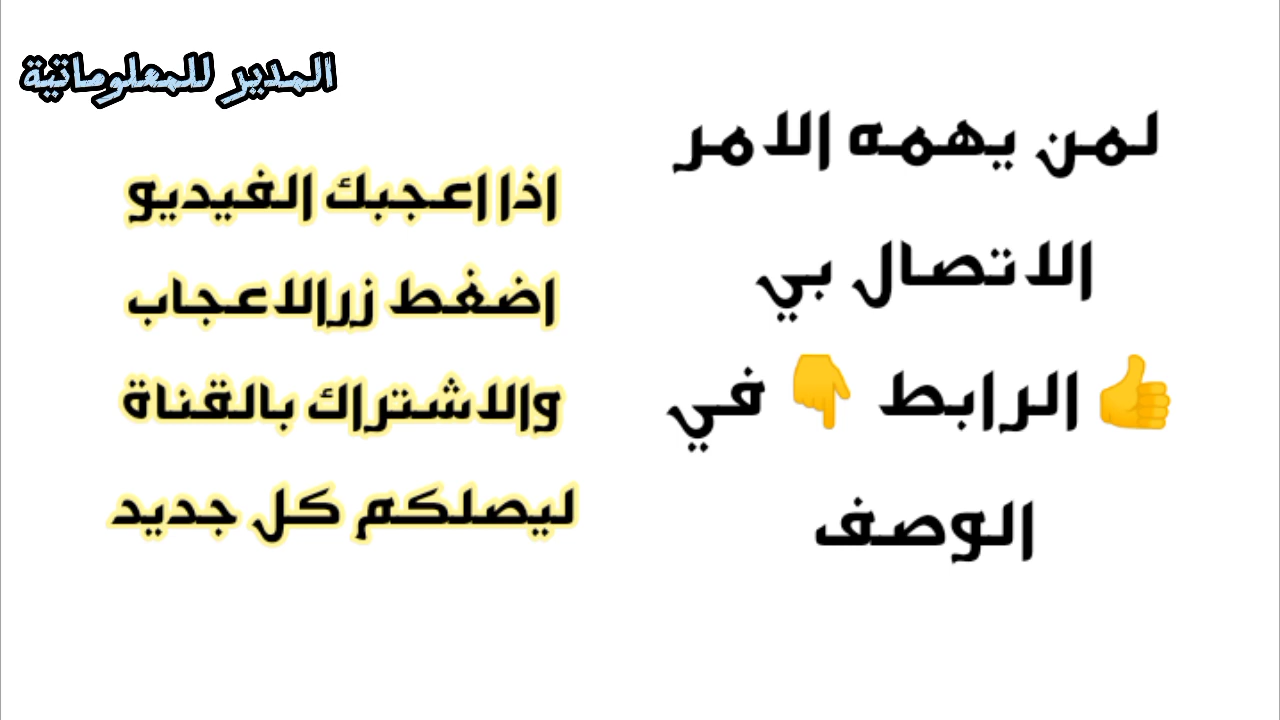 المدير للمعلوماتية
لمن يهمه الامر
الاتصال بي
👍 الرابط 👇 في
الوصف
اذا اعجبك الفيديو
اضغط زرالاعجاب
والاشتراك بالقناة
ليصلكم كل جديد